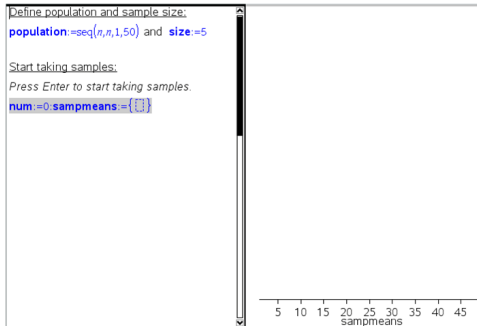 Define population and sample size:
population:=seq(n,n,1,50) and size:=5
Start taking samples:
Press Enter to start taking samples.
num:=0:sampmeans:={}
5 10 15 20 25 30 35 40 45
sampmeans